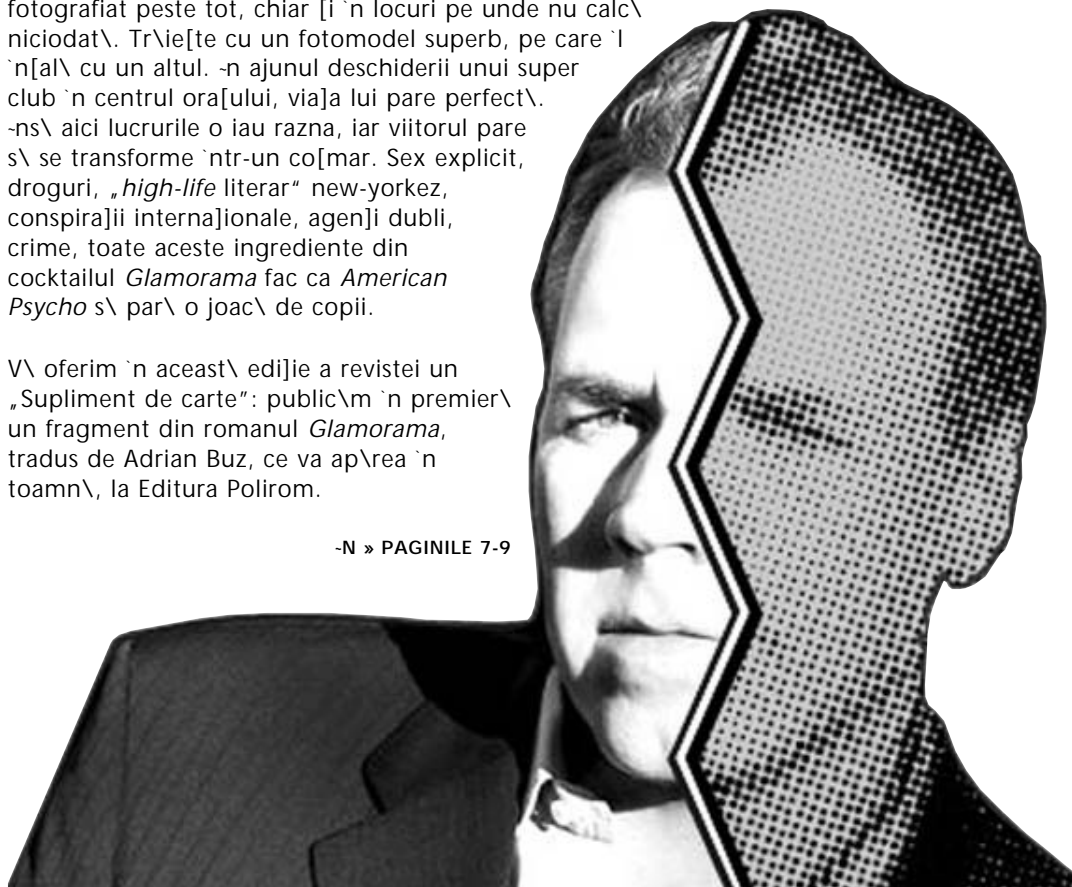 fotografiat peste tot, chiar [i `n locuri pe unde nu calc\
niciodat\. Tr\ie[te cu un fotomodel superb, pe care `l
`n[al\ cu un altul. ~n ajunul deschiderii unui super
club `n centrul ora[ului, via]a lui pare perfect\.
~ns\ aici lucrurile o iau razna, iar viitorul pare
s\ se transforme `ntr-un co[mar. Sex explicit,
droguri, „high-life literar“ new-yorkez,
conspira]ii interna]ionale, agen]i dubli,
crime, toate aceste ingrediente din
cocktailul Glamorama fac ca American
Psycho s\ par\ o joac\ de copii.
V\ oferim `n aceast\ edi]ie a revistei un
„Supliment de carte”: public\m `n premier\
un fragment din romanul Glamorama,
tradus de Adrian Buz, ce va ap\rea `n
toamn\, la Editura Polirom.
~N » PAGINILE 7-9